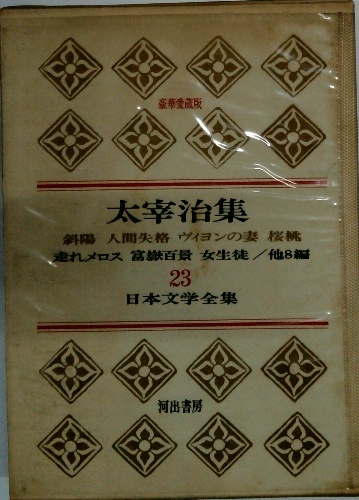 豪華愛蔵版
太宰治集
斜陽 人間失格 ヴィヨンの妻 桜桃
走れメロス 富嶽百景 女生徒／他8編
23
日本文学全集
河出書房